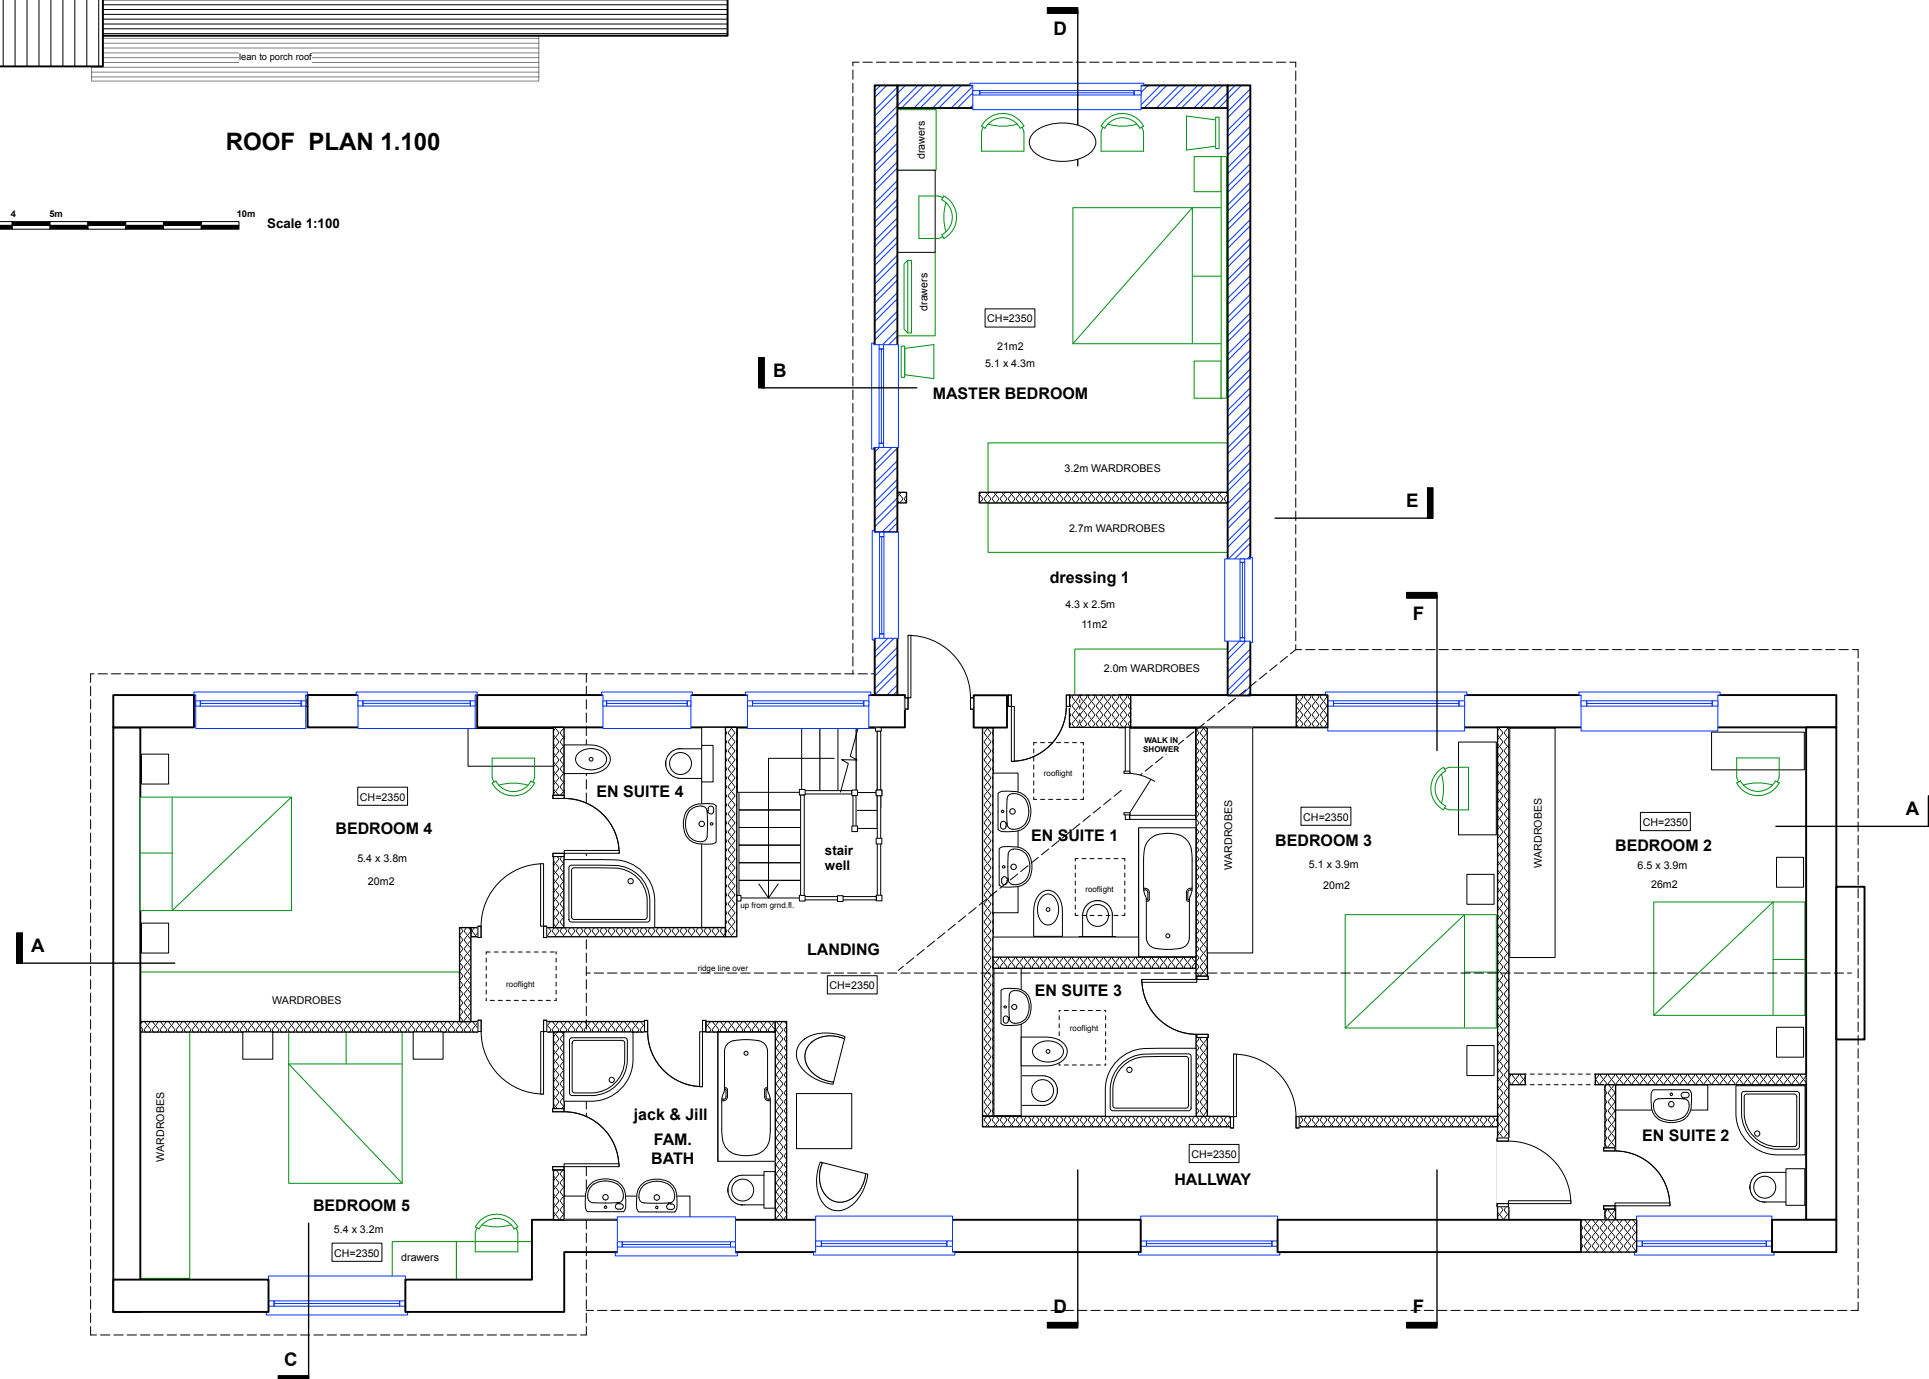 lean to porch roof
ROOF PLAN 1.100
4 5m 10m Scale 1:100
D
drawers
drawers
CH=2350
21m2
5.1 x 4.3m
MASTER BEDROOM
B
3.2m WARDROBES
2.7m WARDROBES
E
dressing 1
4.3 x 2.5m
11m2
F
2.0m WARDROBES
WALK IN
SHOWER
rooflight
EN SUITE 4
CH=2350
BEDROOM 4
5.4 x 3.8m
20m2
stair
well
up from grnd.fl.
EN SUITE 1
rooflight
WARDROBES
CH=2350
BEDROOM 3
5.1 x 3.9m
20m2
WARDROBES
CH=2350
BEDROOM 2
6.5 x 3.9m
26m2
A
A
LANDING
ridge line over
CH=2350
rooflight
WARDROBES
EN SUITE 3
rooflight
WARDROBES
jack & Jill
FAM.
BATH
EN SUITE 2
CH=2350
HALLWAY
BEDROOM 5
5.4 x 3.2m
CH=2350
drawers
D
F
C